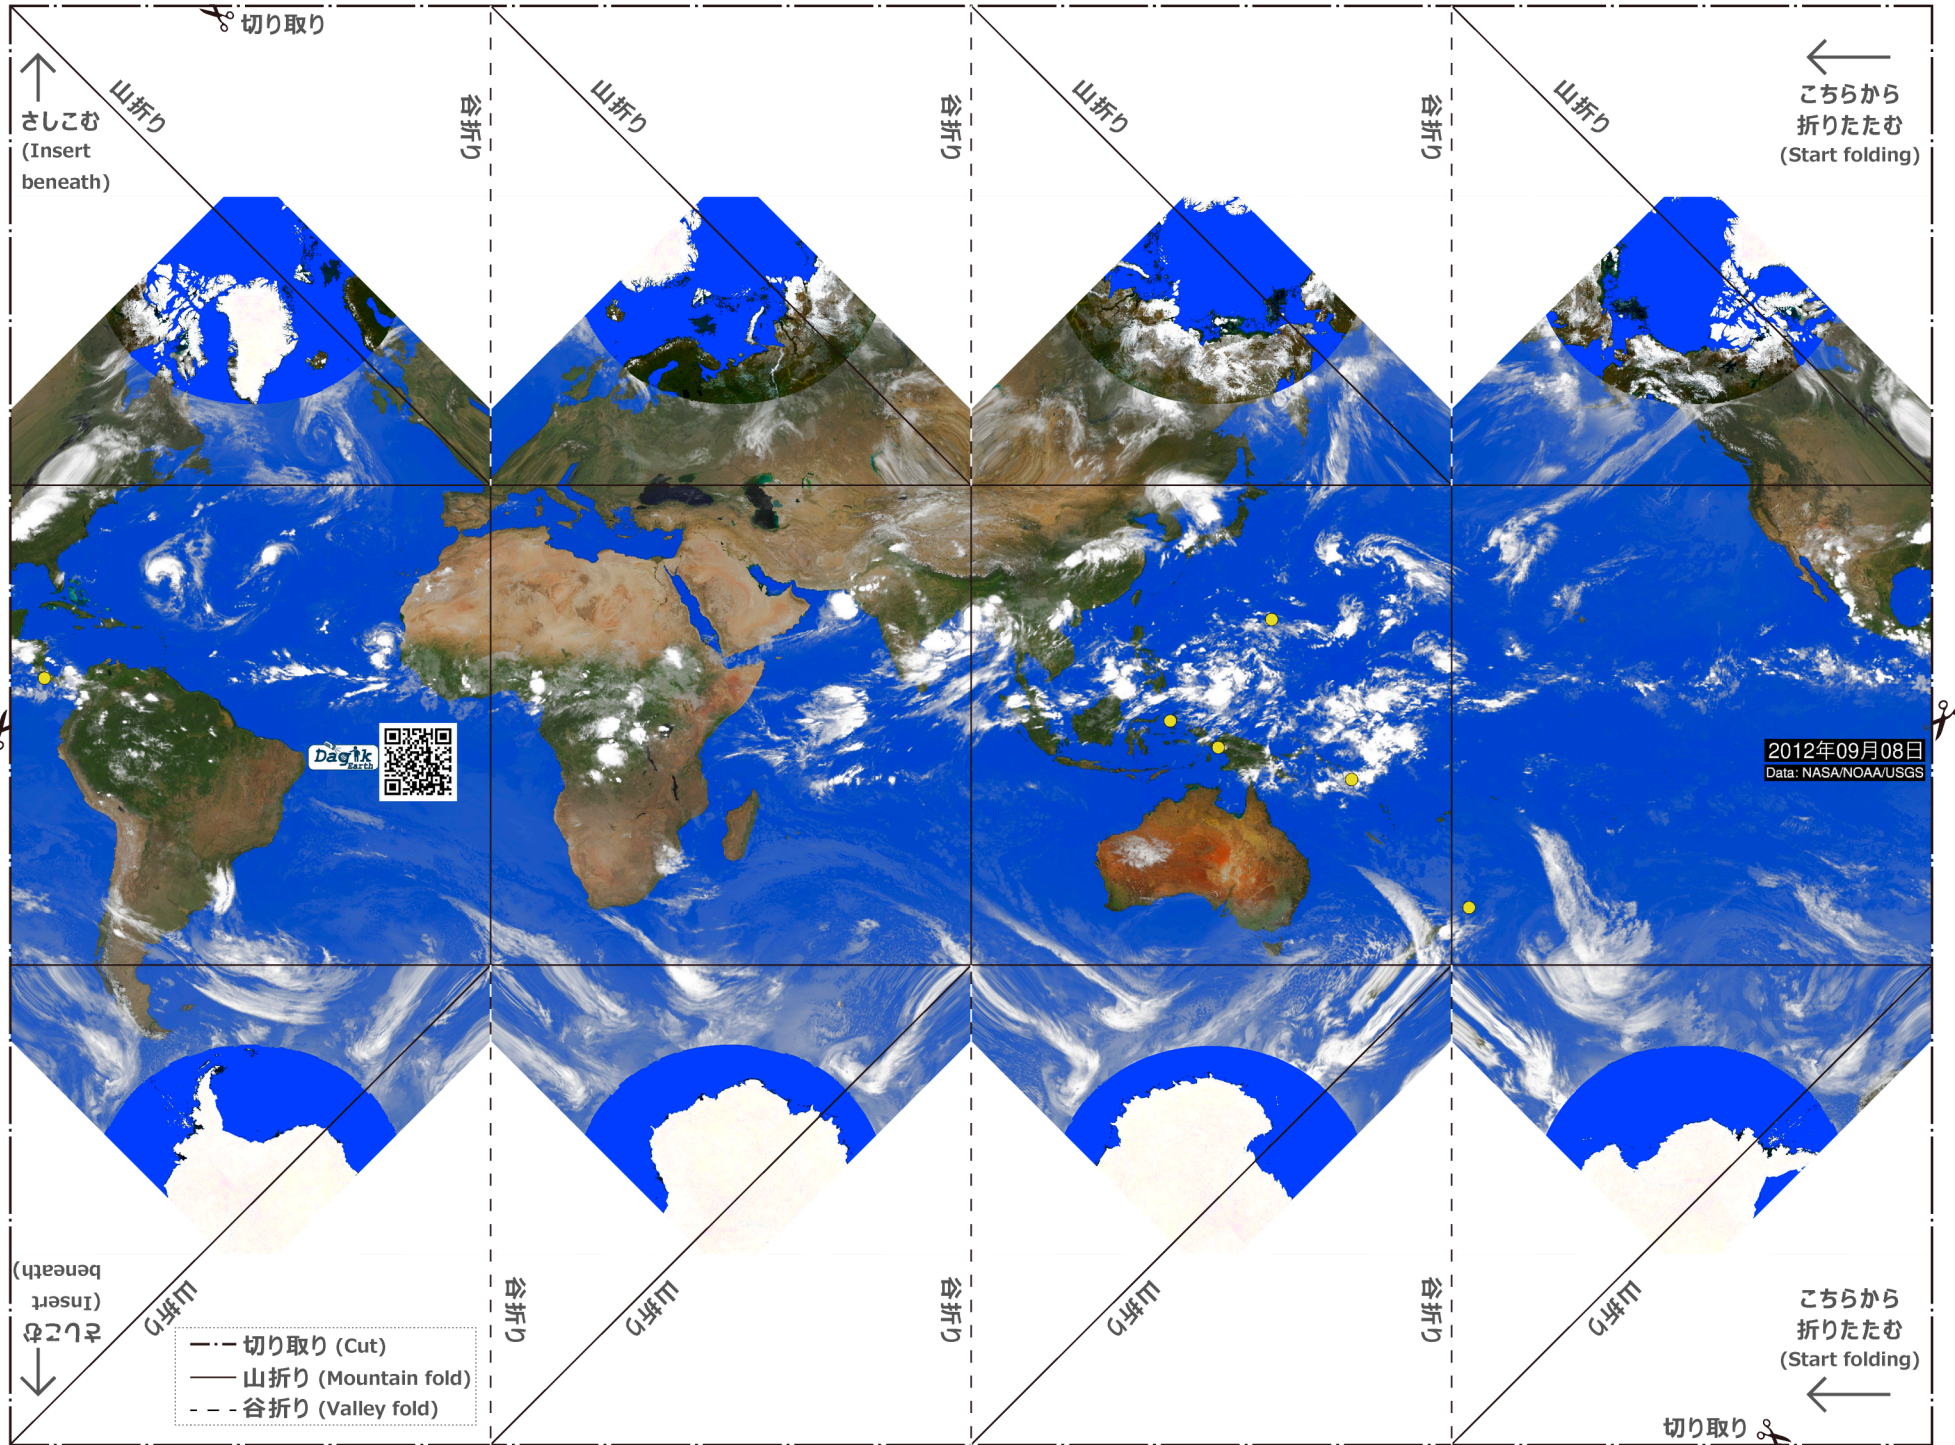 切り取り
さしこむ
(Insert
beneath)
山折り
谷折り
山折り
谷折り
山折り
谷折り
山折り
こちらから
折りたたむ
(Start folding)
Dagik
Earth
2012年09月08日
Data: NASA/NOAA/USGS
さしこむ
(Insert
beneath)
山折り
谷折り
山折り
谷折り
山折り
谷折り
山折り
こちらから
折りたたむ
(Start folding)
切り取り (Cut)
山折り (Mountain fold)
谷折り (Valley fold)
切り取り